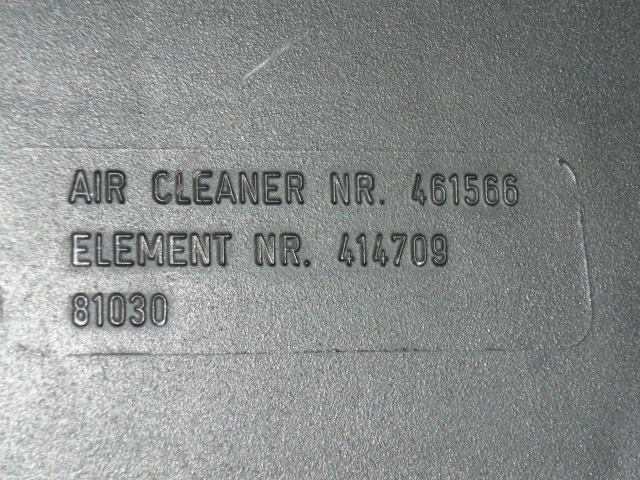 AIR CLEANER NR. 461566
ELEMENT NR. 414709
81030